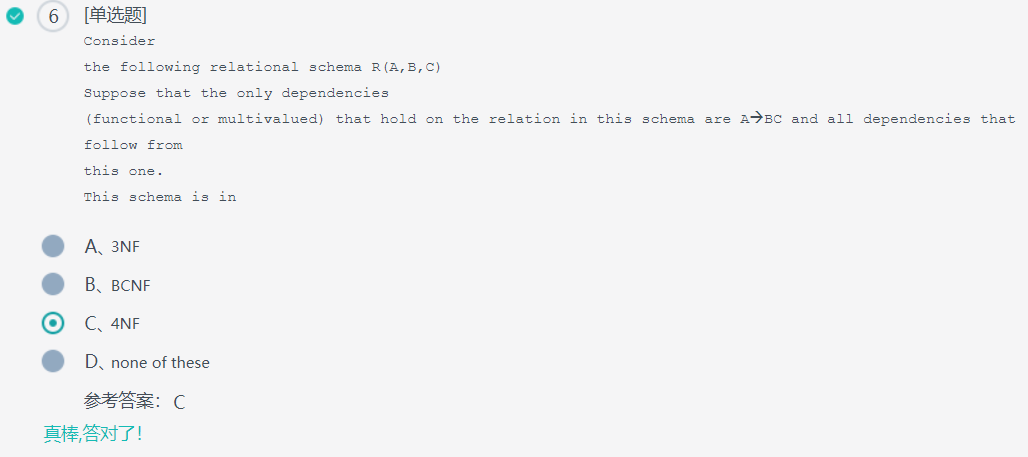 6 [单选题]
Consider
the following relational schema R(A,B,C)
Suppose that the only dependencies
(functional or multivalued) that hold on the relation in this schema are A→BC and all dependencies that
follow from
this one.
This schema is in
A、3NF
B、BCNF
C、4NF
D、none of these
参考答案： C
真棒,答对了!